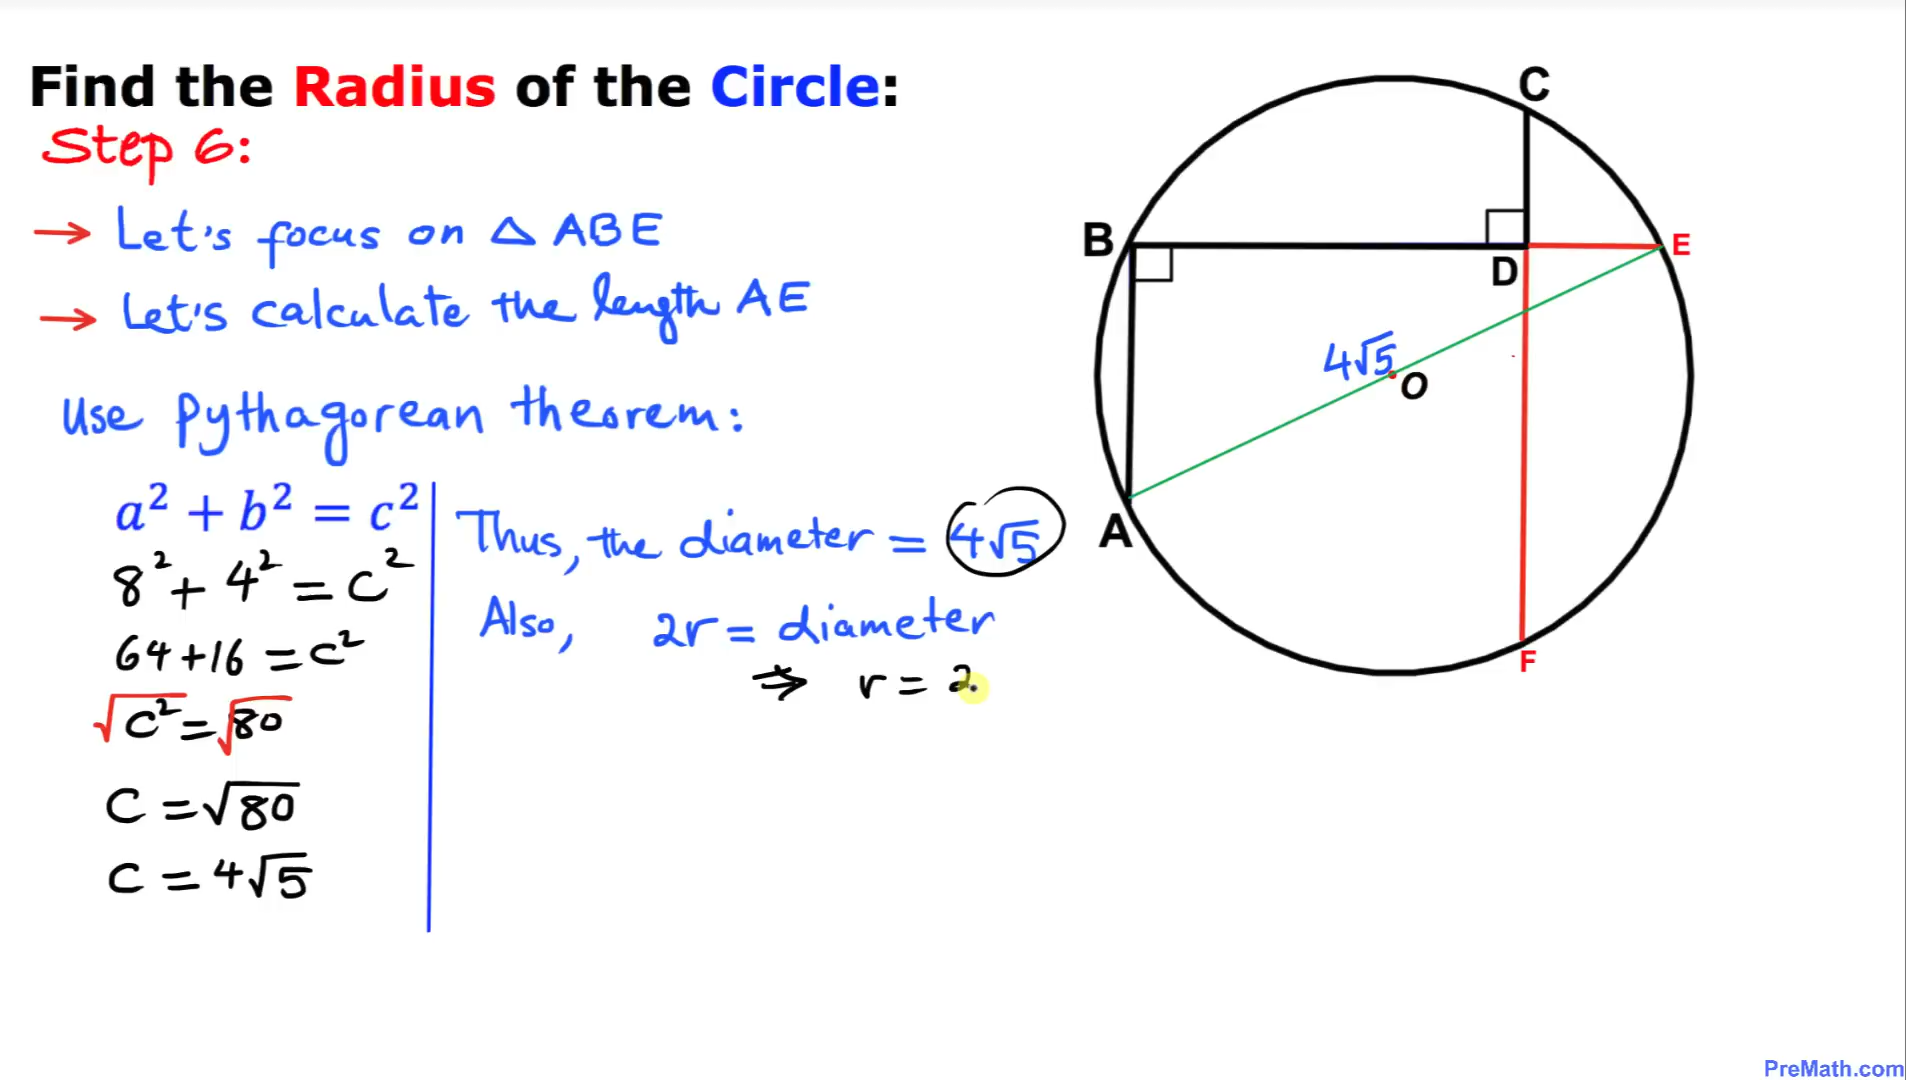 Find the Radius of the Circle:
Step 6:
→ Let's focus on △ ABE
→ Let's calculate the length AE
Use Pythagorean theorem:
a² + b² = c²
8² + 4² = c²
64+16 = c²
√c² = √80
C = √80
C = 4√5
Thus, the diameter = 4√5
Also, 2r = diameter
⇒ r = 2
C
B
E
D
4√5
O
A
F
PreMath.com